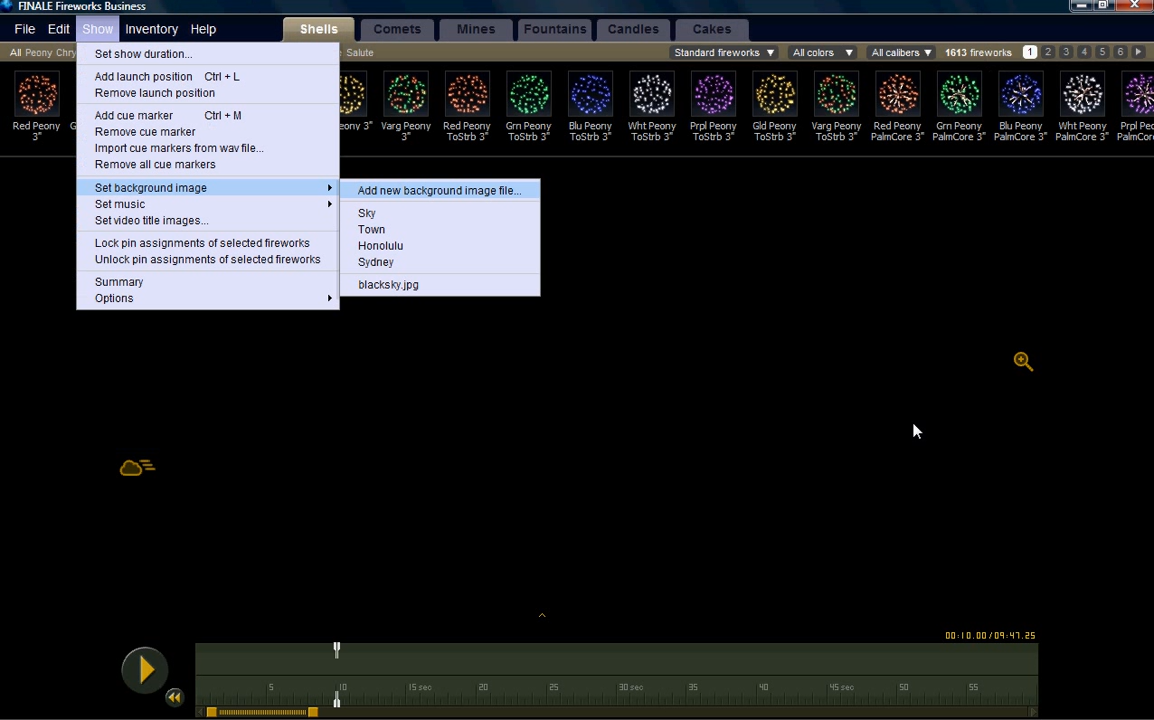 FINALE Fireworks Business
File Edit Show Inventory Help Shells Comets Mines Fountains Candles Cakes
All Peony Chry Salute Standard fireworks ▼ All colors ▼ All calibers ▼ 1613 fireworks 1 2 3 4 5 6
Red Peony 3"
G
eony 3"
Varg Peony 3"
Red Peony ToStrb 3"
Grn Peony ToStrb 3"
Blu Peony ToStrb 3"
Wht Peony ToStrb 3"
Prpl Peony ToStrb 3"
Gld Peony ToStrb 3"
Varg Peony ToStrb 3"
Red Peony PalmCore 3"
Grn Peony PalmCore 3"
Blu Peony PalmCore 3"
Wht Peony PalmCore 3"
Prpl Peo
PalmCor
Set show duration...
Add launch position Ctrl + L
Remove launch position
Add cue marker Ctrl + M
Remove cue marker
Import cue markers from wav file...
Remove all cue markers
Set background image
Set music
Set video title images...
Lock pin assignments of selected fireworks
Unlock pin assignments of selected fireworks
Summary
Options
Add new background image file...
Sky
Town
Honolulu
Sydney
blacksky.jpg
00:10.00/09:47.25
5 10 15 sec 20 25 30 sec 35 40 45 sec 50 55